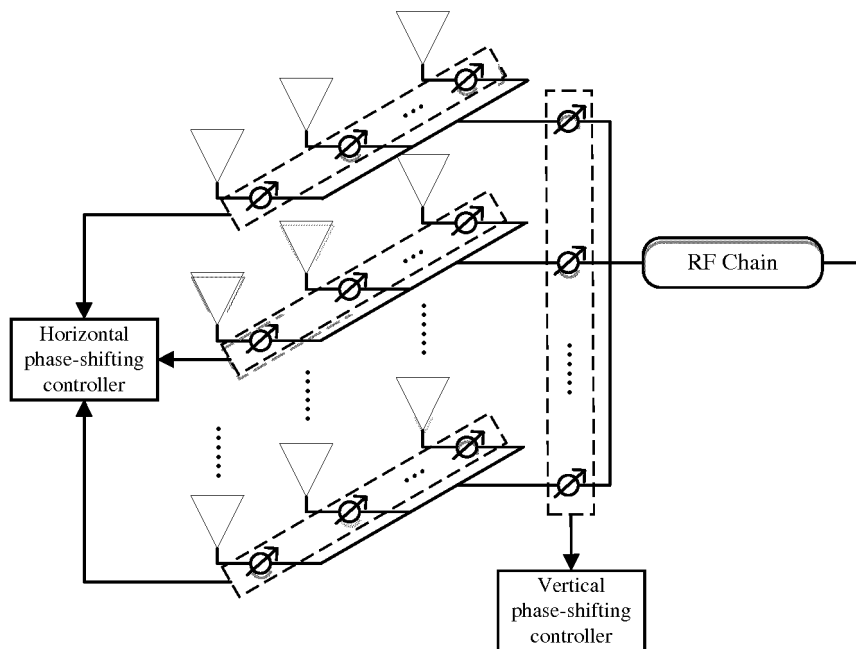 RF Chain
Horizontal
phase-shifting
controller
Vertical
phase-shifting
controller